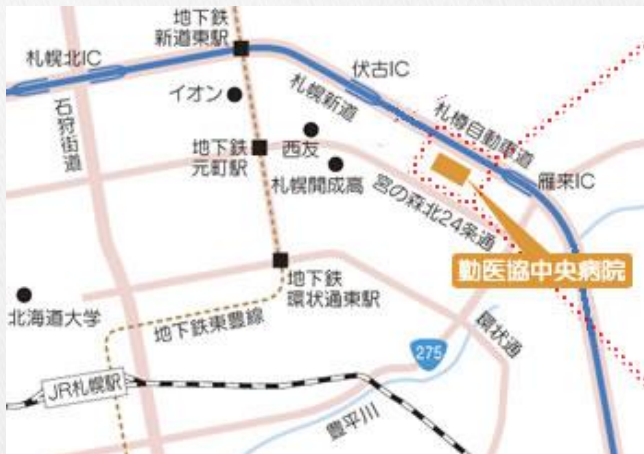 地下鉄
新道東駅
札幌北IC
伏古IC
イオン
札幌新道
札樽自動車道
石狩街道
地下鉄
元町駅
西友
札幌開成高
宮の森北24条通
雁来IC
勤医協中央病院
地下鉄
環状通東駅
北海道大学
地下鉄東豊線
275
環状通
JR札幌駅
豊平川